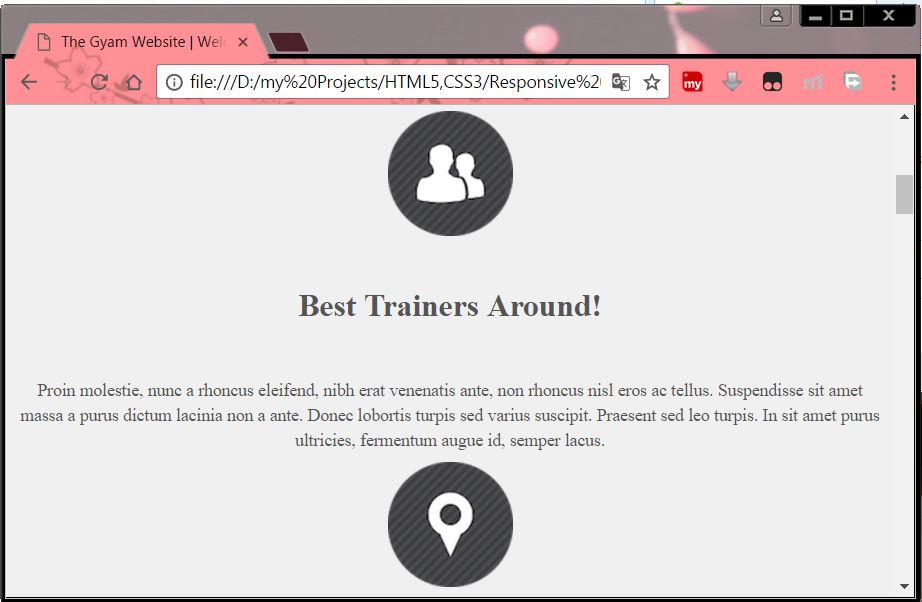 The Gyam Website | Wel
file:///D:/my%20Projects/HTML5,CSS3/Responsive%2
my
Best Trainers Around!
Proin molestie, nunc a rhoncus eleifend, nibh erat venenatis ante, non rhoncus nisl eros ac tellus. Suspendisse sit amet
massa a purus dictum lacinia non a ante. Donec lobortis turpis sed varius suscipit. Praesent sed leo turpis. In sit amet purus
ultricies, fermentum augue id, semper lacus.